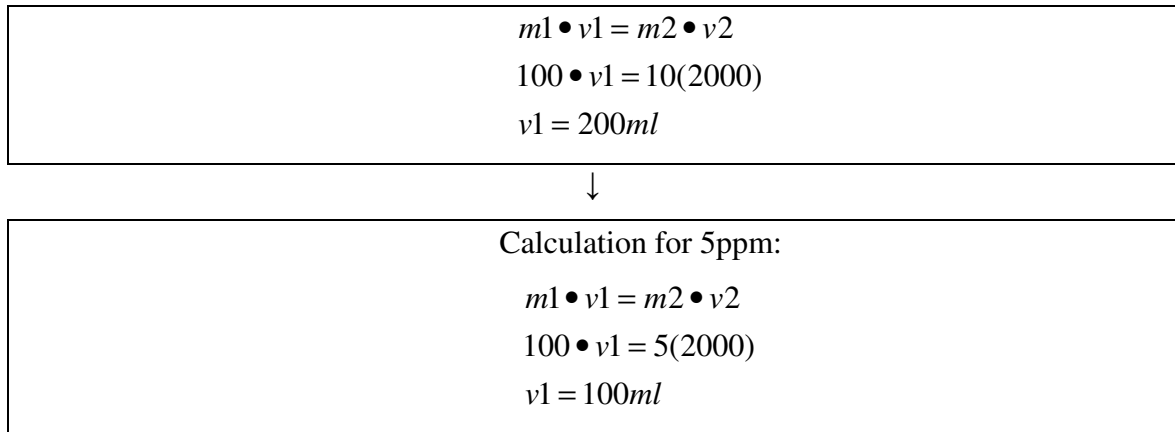 m1 • v1 = m2 • v2
100 • v1 = 10(2000)
v1 = 200ml
↓
Calculation for 5ppm:
m1 • v1 = m2 • v2
100 • v1 = 5(2000)
v1 = 100ml